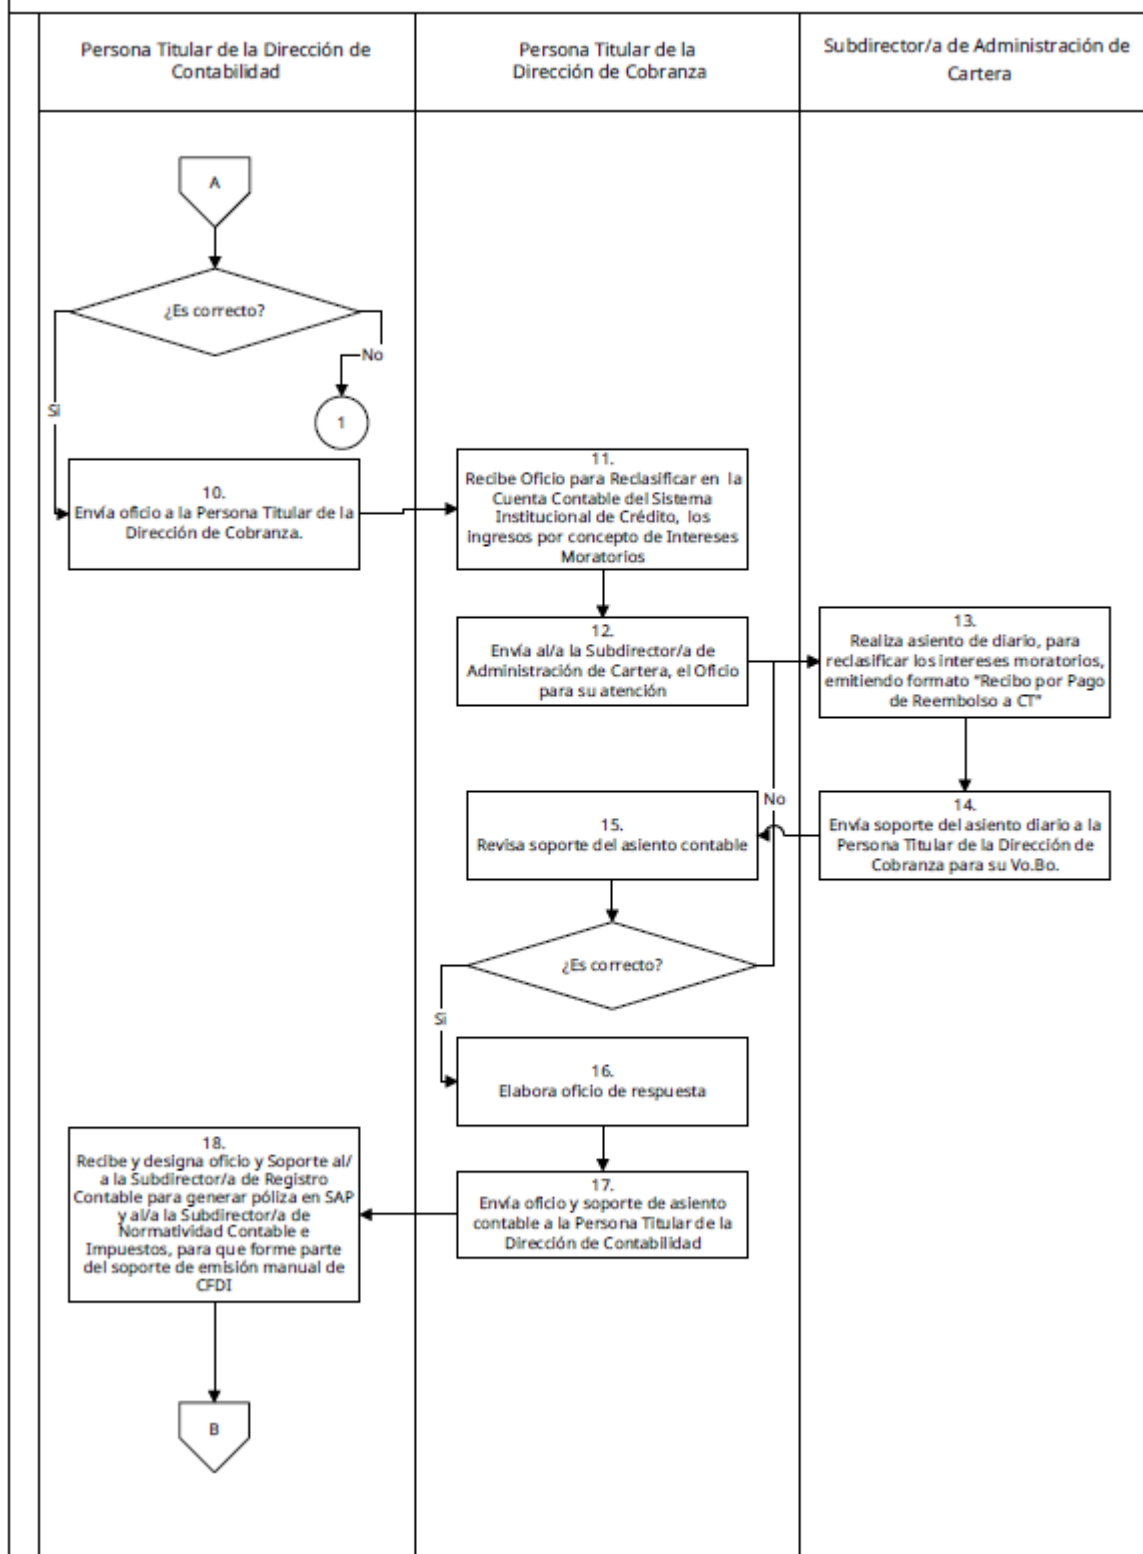 Persona Titular de la Dirección de
Contabilidad
Persona Titular de la
Dirección de Cobranza
Subdirector/a de Administración de
Cartera
A
¿Es correcto?
No
1
Si
10.
Envía oficio a la Persona Titular de la
Dirección de Cobranza.
11.
Recibe Oficio para Reclasificar en la
Cuenta Contable del Sistema
Institucional de Crédito, los
ingresos por concepto de Intereses
Moratorios
12.
Envía al/a la Subdirector/a de
Administración de Cartera, el Oficio
para su atención
13.
Realiza asiento de diario, para
reclasificar los intereses moratorios,
emitiendo formato “Recibo por Pago
de Reembolso a CT”
14.
Envía soporte del asiento diario a la
Persona Titular de la Dirección de
Cobranza para su Vo.Bo.
No
15.
Revisa soporte del asiento contable
¿Es correcto?
Si
16.
Elabora oficio de respuesta
17.
Envía oficio y soporte de asiento
contable a la Persona Titular de la
Dirección de Contabilidad
18.
Recibe y designa oficio y Soporte al/
a la Subdirector/a de Registro
Contable para generar póliza en SAP
y al/a la Subdirector/a de
Normatividad Contable e
Impuestos, para que forme parte
del soporte de emisión manual de
CFDI
B